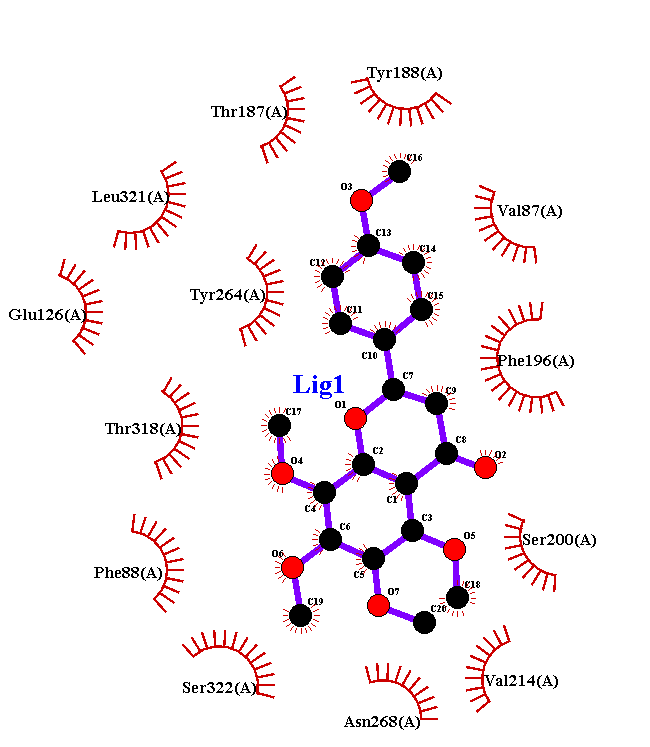 Tyr188(A)
Thr187(A)
C16
O3
Leu321(A)
Val87(A)
C13
C14
C12
Tyr264(A)
C15
Glu126(A)
C11
C10
Phe196(A)
C7
Lig1
C9
O1
C17
Thr318(A)
C2
C8
O2
O4
C1
C4
C3
C6
O5
Ser200(A)
O6
C5
Phe88(A)
C18
O7
C19
C20
Ser322(A)
Val214(A)
Asn268(A)